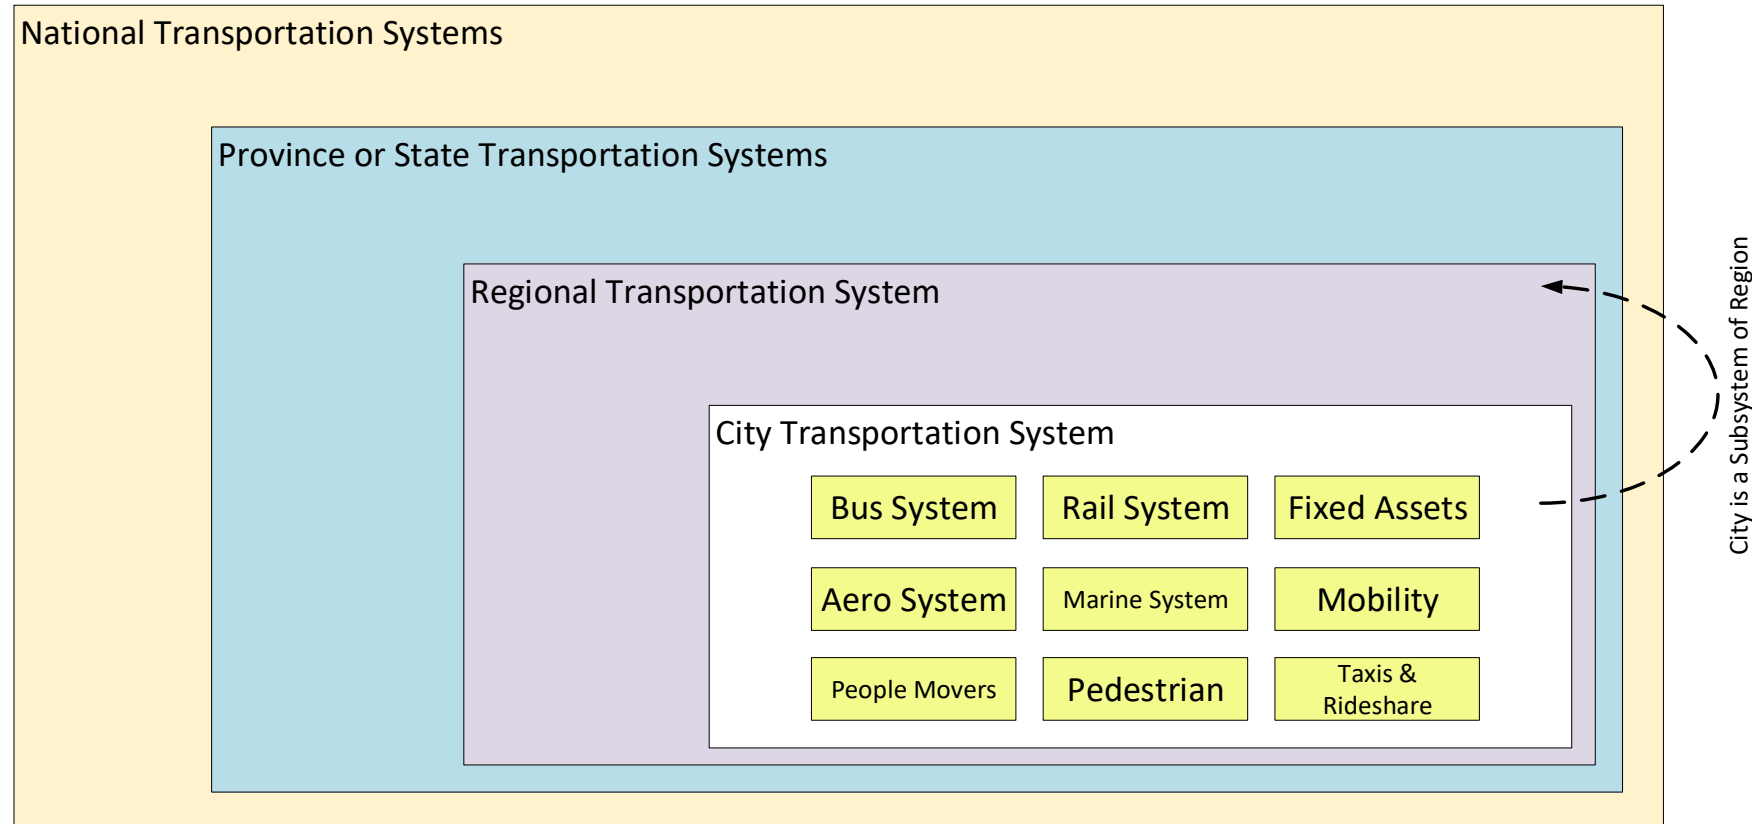 National Transportation Systems
Province or State Transportation Systems
Regional Transportation System
City is a Subsystem of Region
City Transportation System
Bus System
Rail System
Fixed Assets
Aero System
Marine System
Mobility
People Movers
Pedestrian
Taxis &
Rideshare